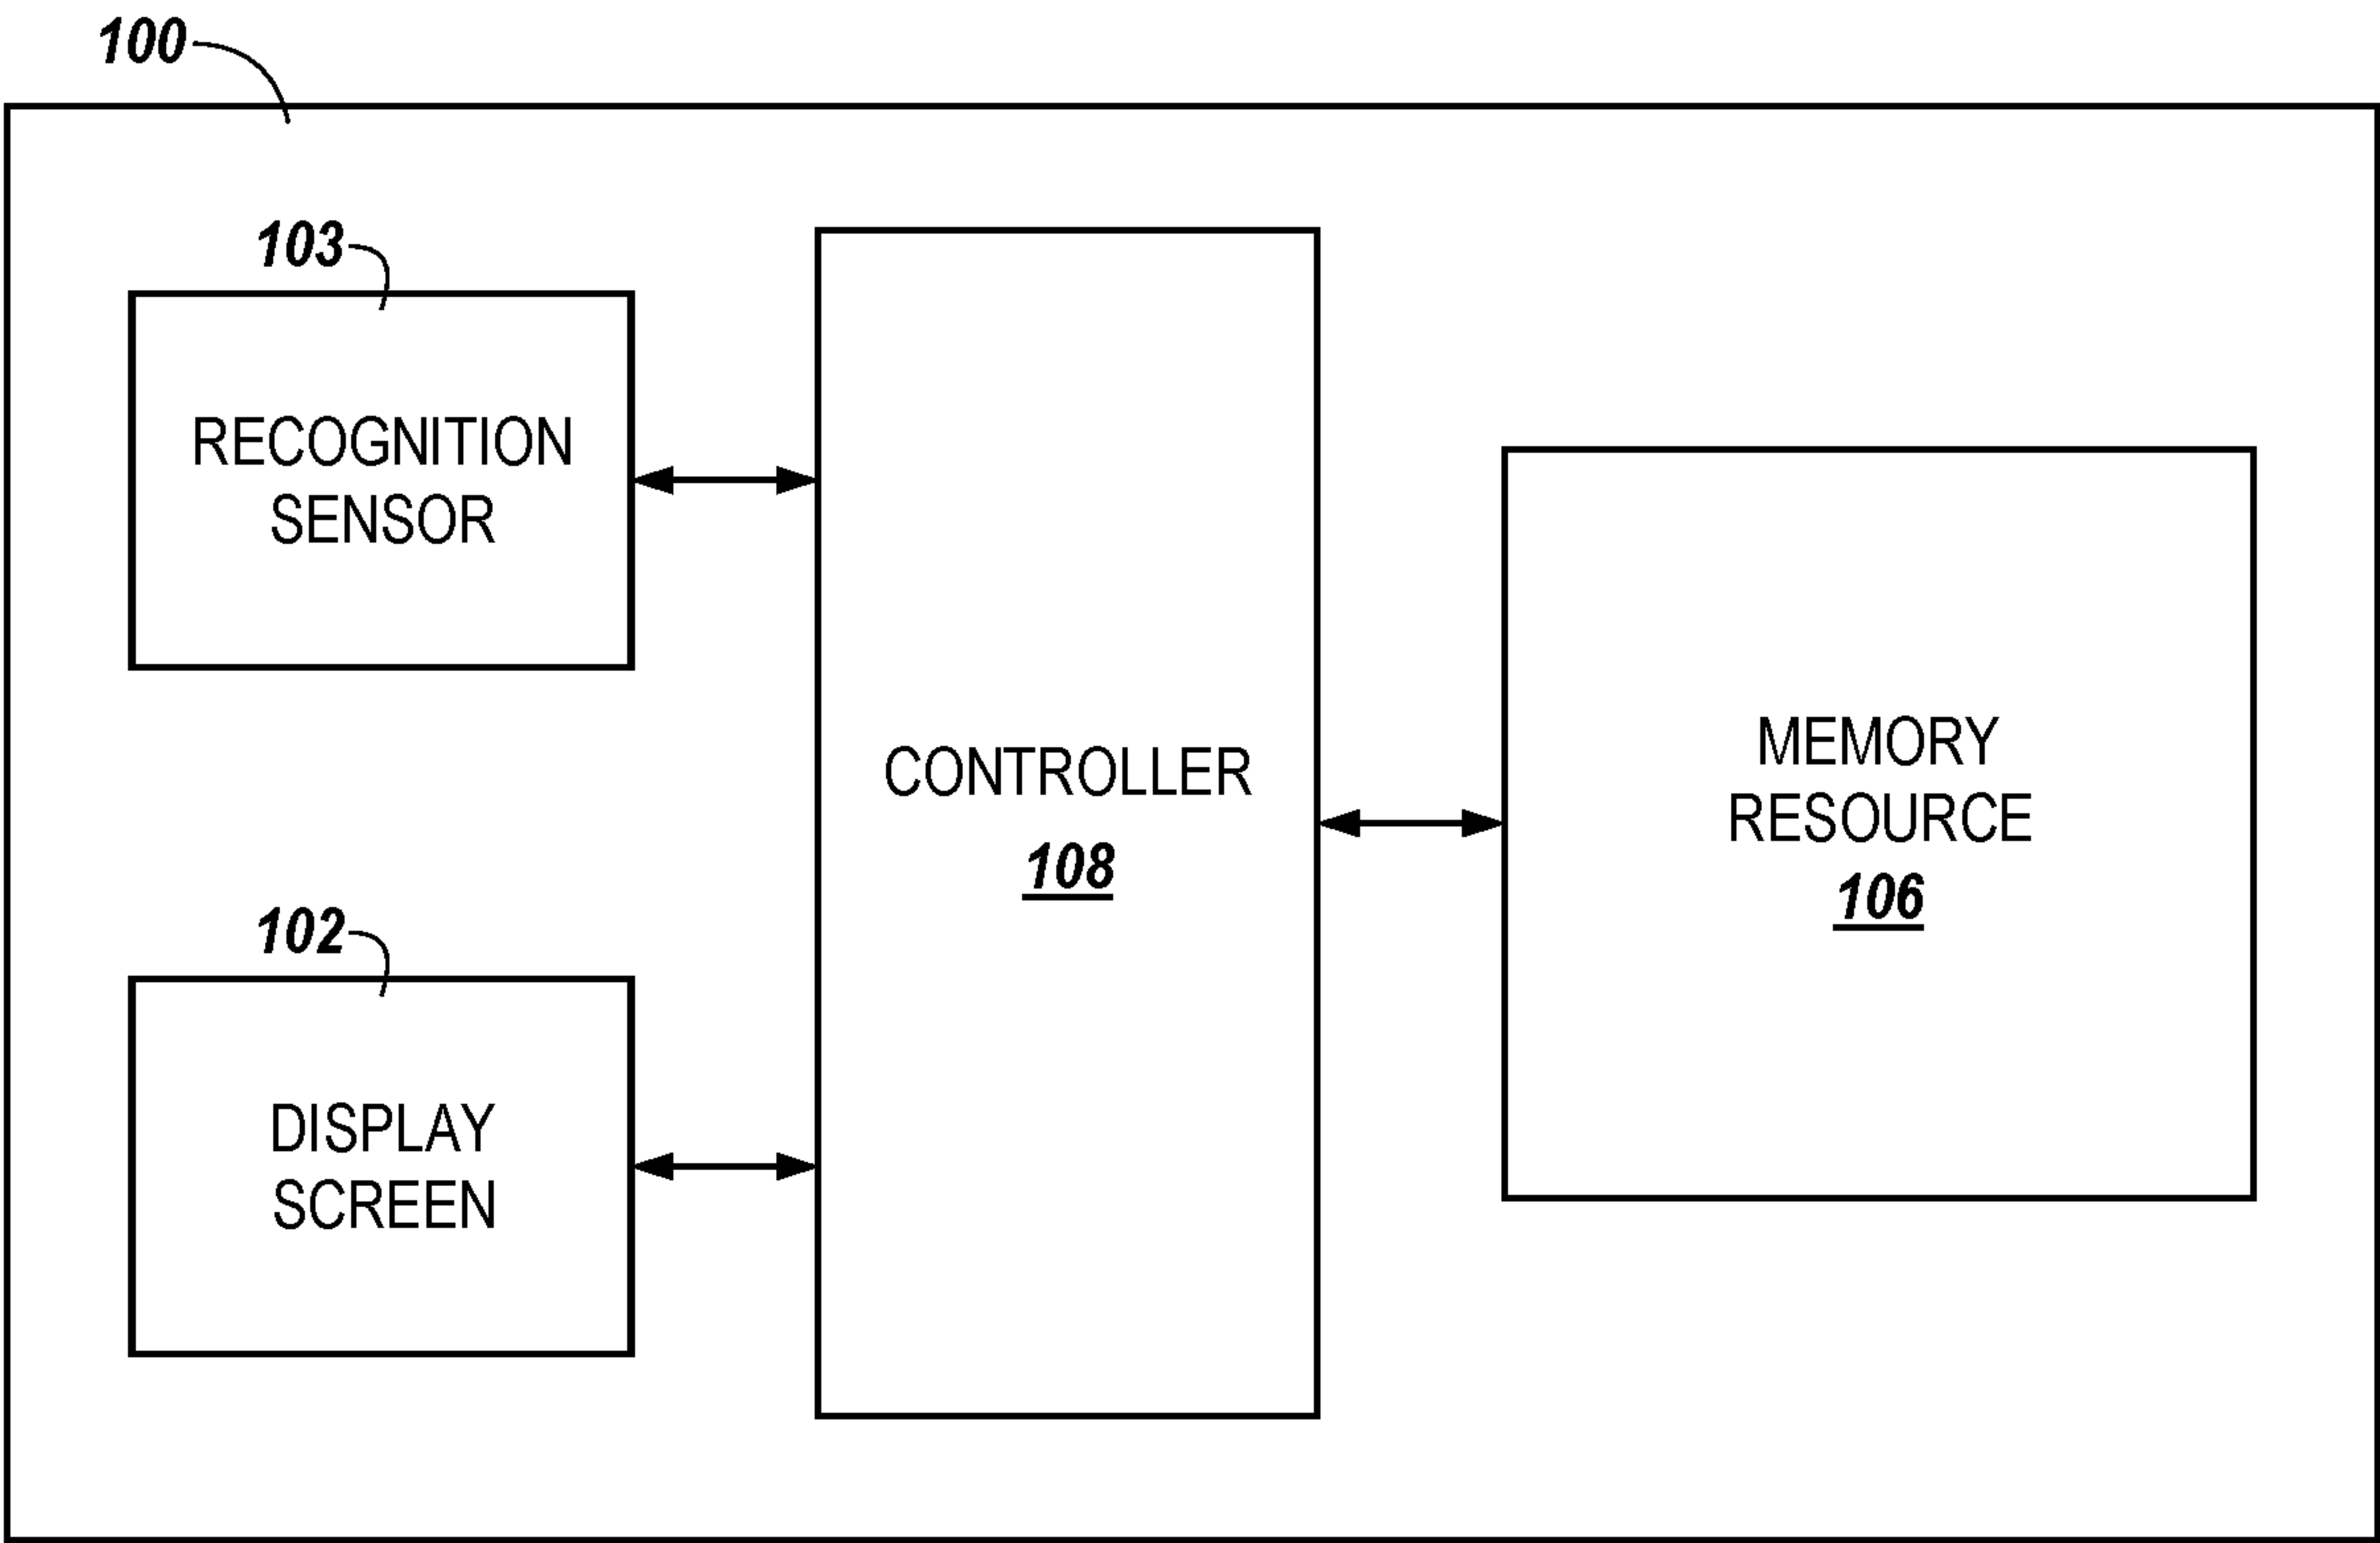 100
103
RECOGNITION
SENSOR
CONTROLLER
108
MEMORY
RESOURCE
106
102
DISPLAY
SCREEN